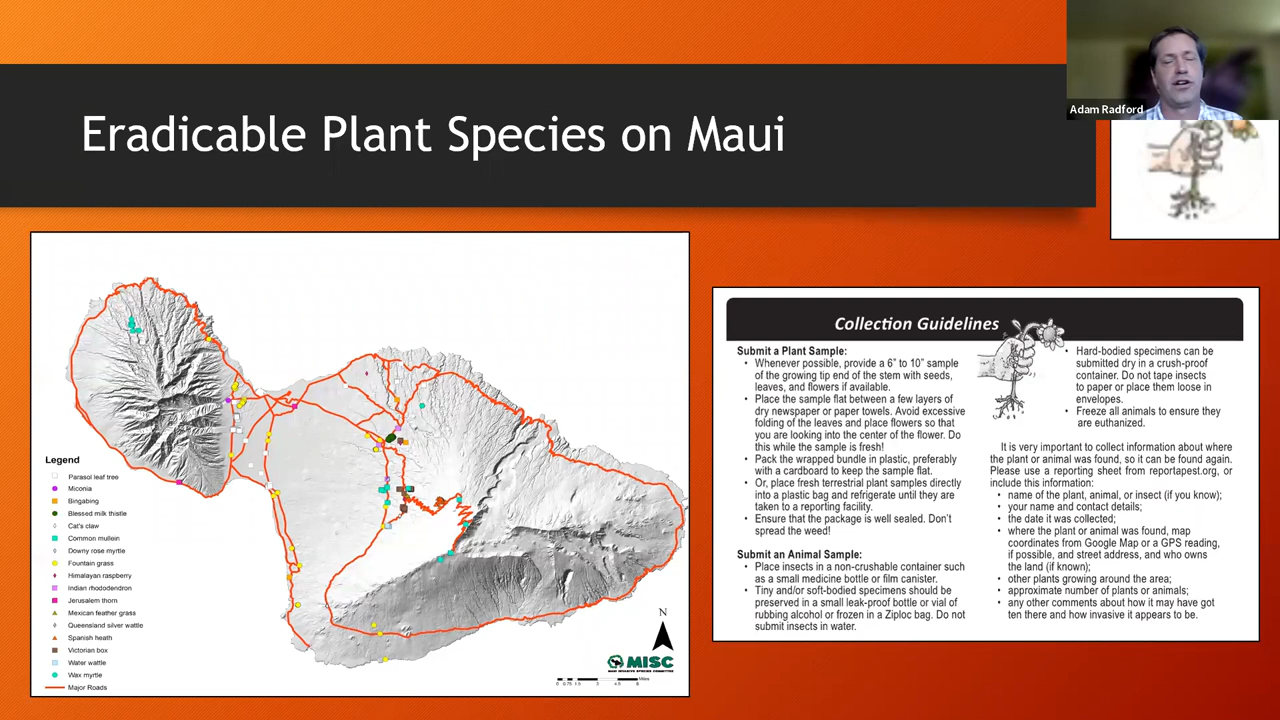 Eradicable Plant Species on Maui
Adam Radford
Legend
Parasol leaf tree
Miconia
Bingabing
Blessed milk thistle
Cat's claw
Common mullein
Downy rose myrtle
Fountain grass
Himalayan raspberry
Indian rhododendron
Jerusalem thorn
Mexican feather grass
Queensland silver wattle
Spanish heath
Victorian box
Water wattle
Wax myrtle
Major Roads
N
MISC
MAUI INVASIVE SPECIES COMMITTEE
0 0.75 1.5 3 4.5 6
Miles
Collection Guidelines
Submit a Plant Sample:
• Whenever possible, provide a 6" to 10" sample
of the growing tip end of the stem with seeds,
leaves, and flowers if available.
• Place the sample flat between a few layers of
dry newspaper or paper towels. Avoid excessive
folding of the leaves and place flowers so that
you are looking into the center of the flower. Do
this while the sample is fresh!
• Pack the wrapped bundle in plastic, preferably
with a cardboard to keep the sample flat.
• Or, place fresh terrestrial plant samples directly
into a plastic bag and refrigerate until they are
taken to a reporting facility.
• Ensure that the package is well sealed. Don't
spread the weed!
Submit an Animal Sample:
• Place insects in a non-crushable container such
as a small medicine bottle or film canister.
• Tiny and/or soft-bodied specimens should be
preserved in a small leak-proof bottle or vial of
rubbing alcohol or frozen in a Ziploc bag. Do not
submit insects in water.
• Hard-bodied specimens can be
submitted dry in a crush-proof
container. Do not tape insects
to paper or place them loose in
envelopes.
• Freeze all animals to ensure they
are euthanized.
It is very important to collect information about where
the plant or animal was found, so it can be found again.
Please use a reporting sheet from reportapest.org, or
include this information:
• name of the plant, animal, or insect (if you know);
• your name and contact details;
• the date it was collected;
• where the plant or animal was found, map
coordinates from Google Map or a GPS reading,
if possible, and street address, and who owns
the land (if known);
• other plants growing around the area;
• approximate number of plants or animals;
• any other comments about how it may have got
ten there and how invasive it appears to be.